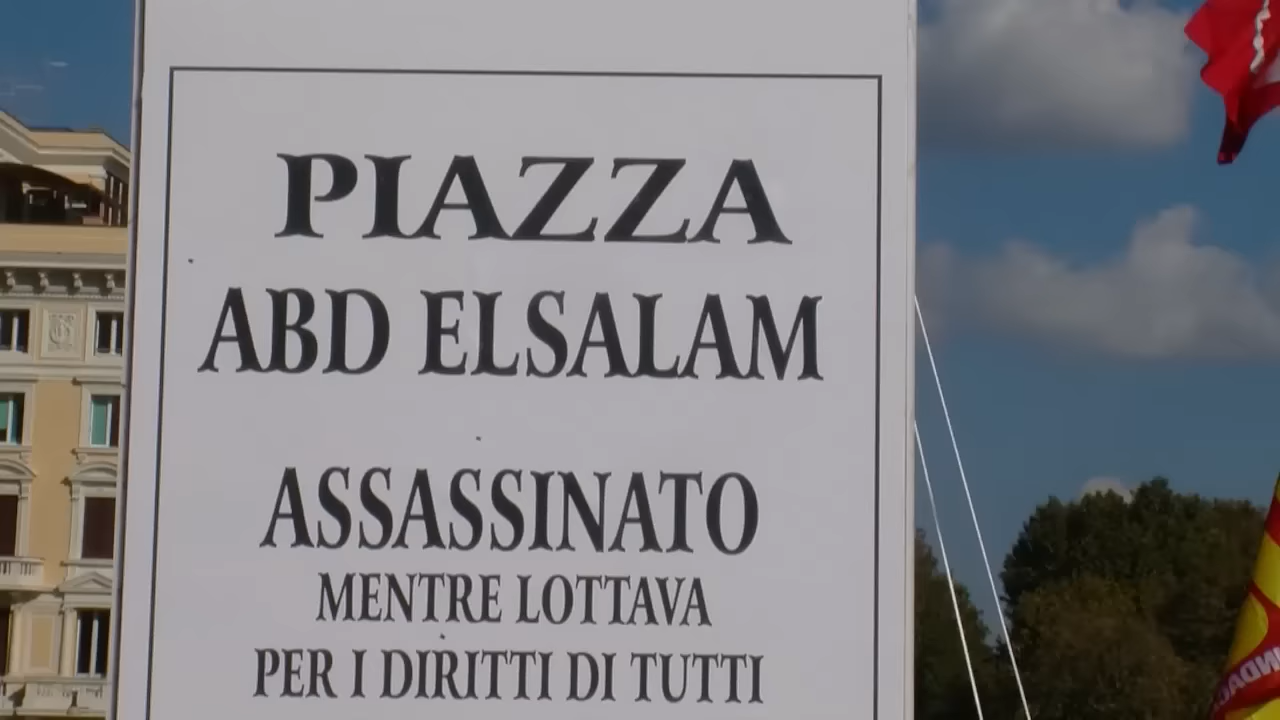 PIAZZA
ABD ELSALAM
ASSASSINATO
MENTRE LOTTAVA
PER I DIRITTI DI TUTTI